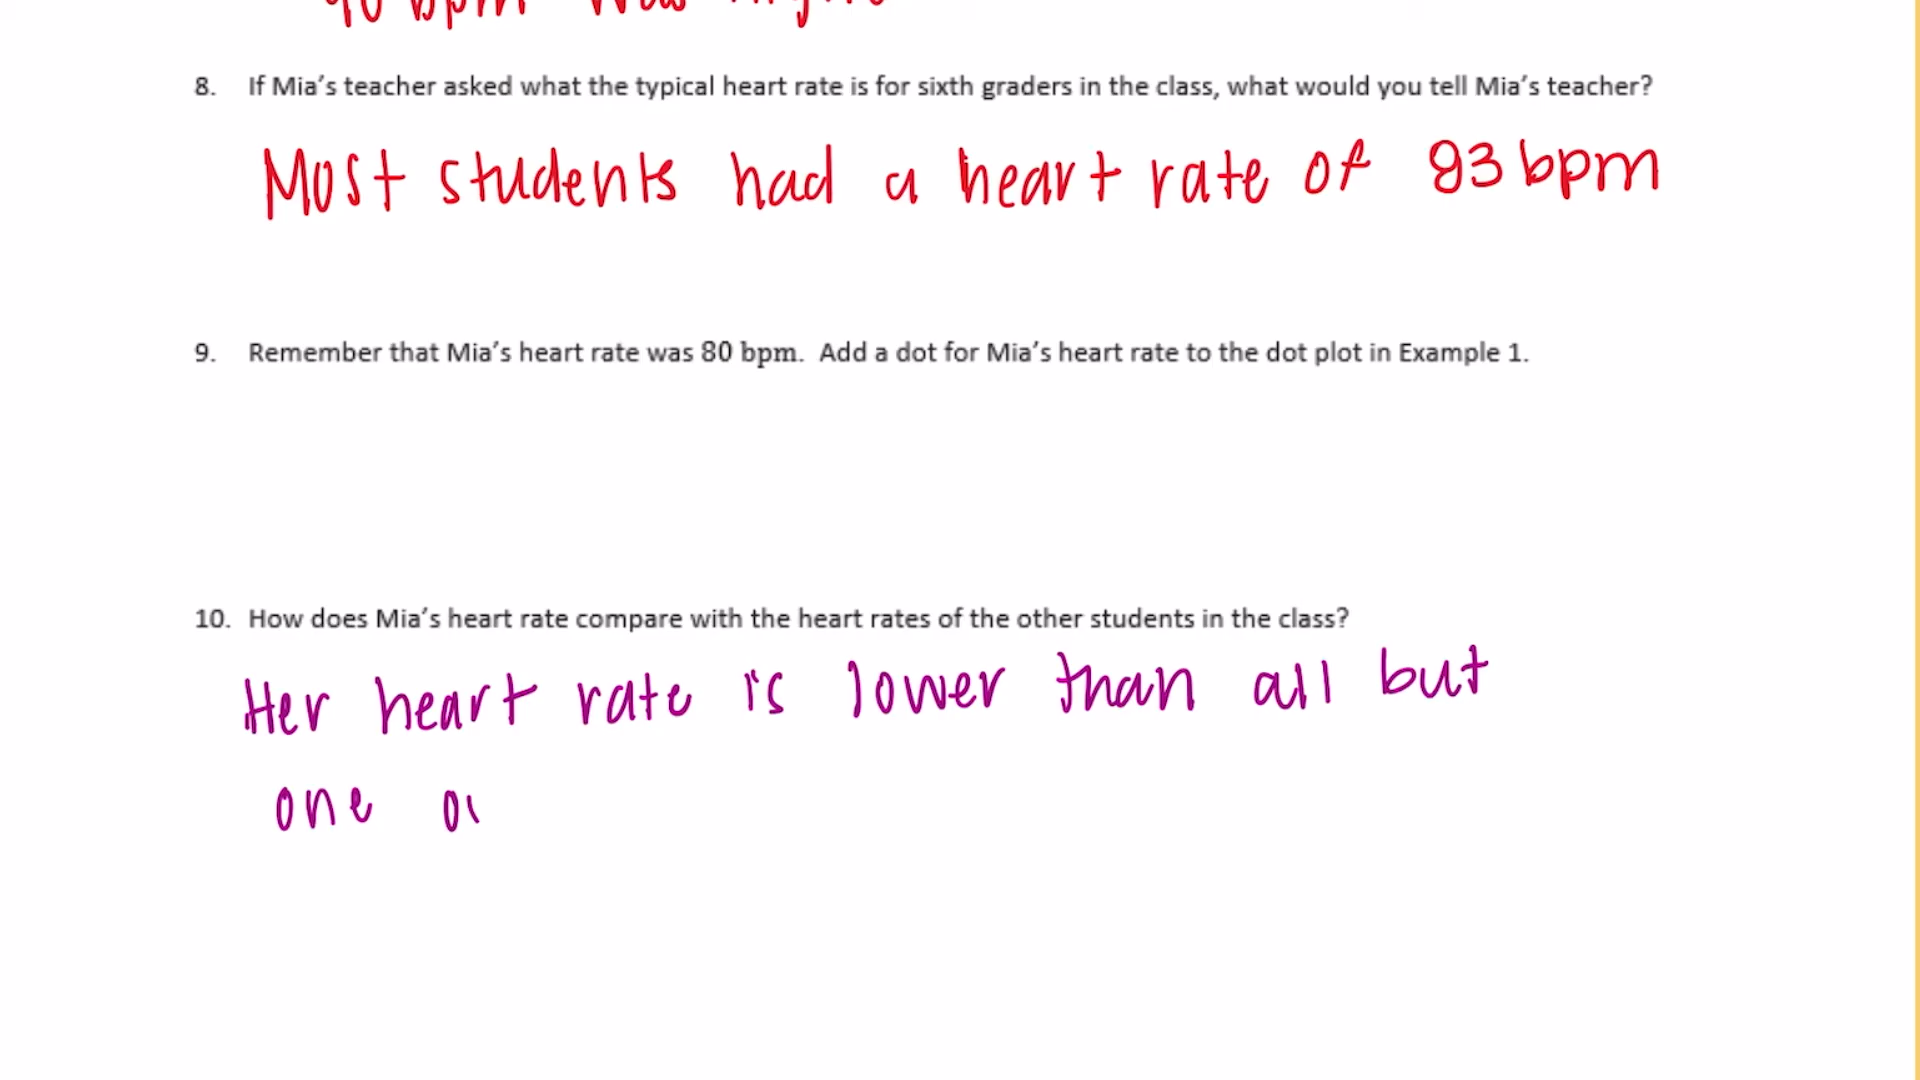 bpm
8. If Mia's teacher asked what the typical heart rate is for sixth graders in the class, what would you tell Mia's teacher?
Most students had a heart rate of 83 bpm
9. Remember that Mia's heart rate was 80 bpm. Add a dot for Mia's heart rate to the dot plot in Example 1.
10. How does Mia's heart rate compare with the heart rates of the other students in the class?
Her heart rate is lower than all but
one